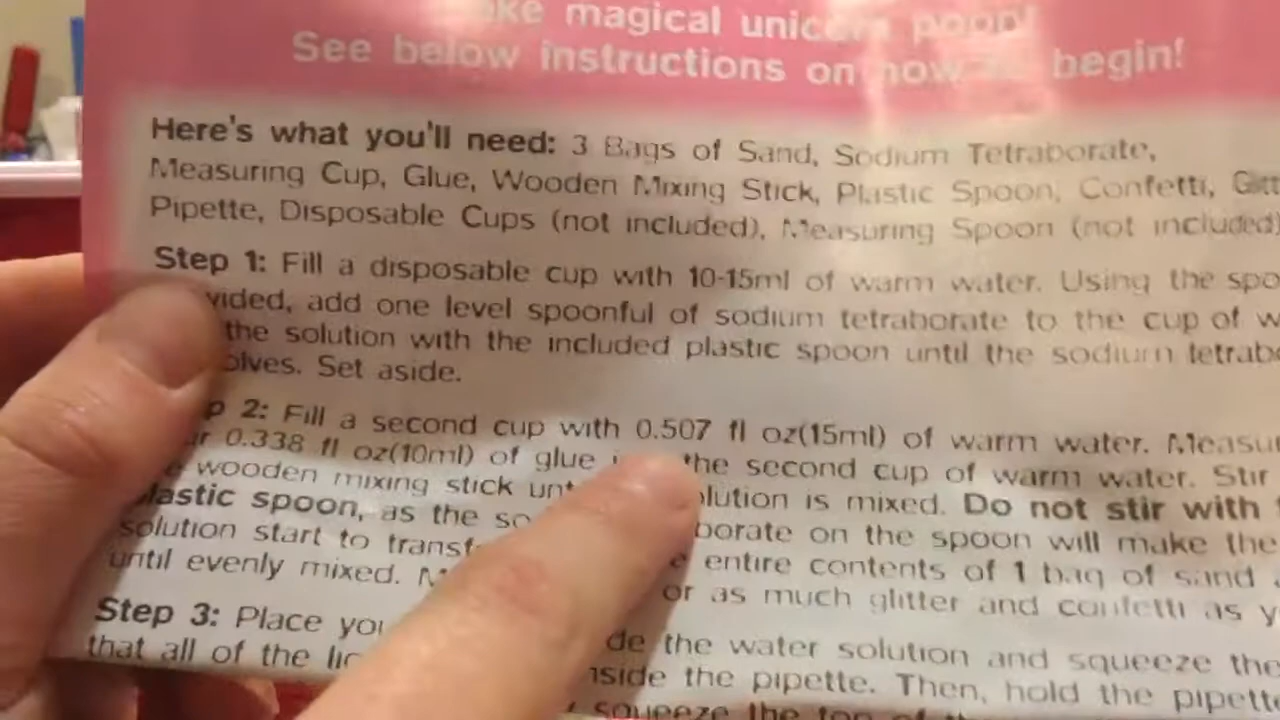 magical unicorn poop!
See below instructions on how to begin!
Here's what you'll need: 3 Bags of Sand, Sodium Tetraborate,
Measuring Cup, Glue, Wooden Mixing Stick, Plastic Spoon, Confetti,
Pipette, Disposable Cups (not included), Measuring Spoon (not included)
Step 1: Fill a disposable cup with 10-15ml of warm water. Using the
add one level spoonful of sodium tetraborate to the cup of
the solution with the included plastic spoon until the sodium
Set aside.
2: Fill a second cup with 0.507 fl oz(15ml) of warm water.
0.338 fl oz(10ml) of glue the second cup of warm water. Stir
wooden mixing stick is mixed. Do not stir with
plastic spoon, as the on the spoon will make the
solution start to entire contents of 1 bag of sand
until evenly mixed. or as much glitter and confetti as
Step 3: Place the water solution and squeeze the
that all of the inside the pipette. Then, hold the
squeeze the top of